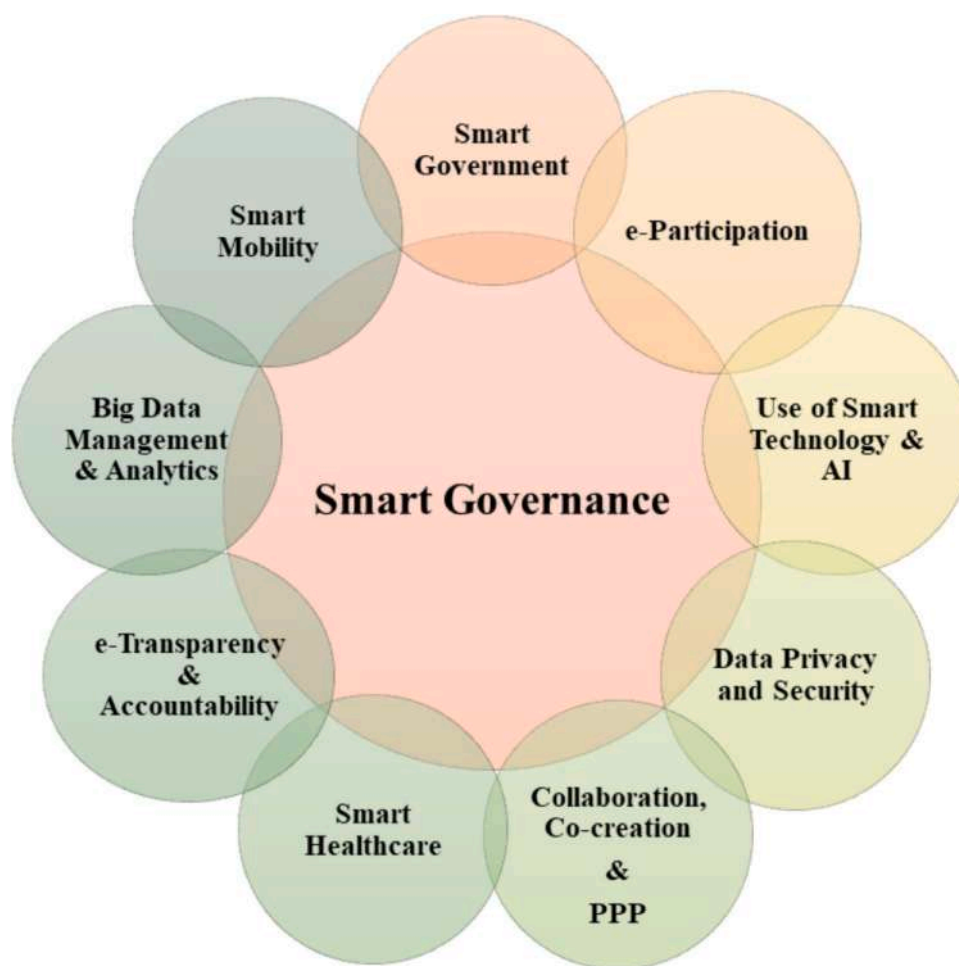 Smart
Government
e-Participation
Use of Smart
Technology &
AI
Data Privacy
and Security
Collaboration,
Co-creation
&
PPP
Smart
Healthcare
e-Transparency
&
Accountability
Big Data
Management
& Analytics
Smart
Mobility
Smart Governance